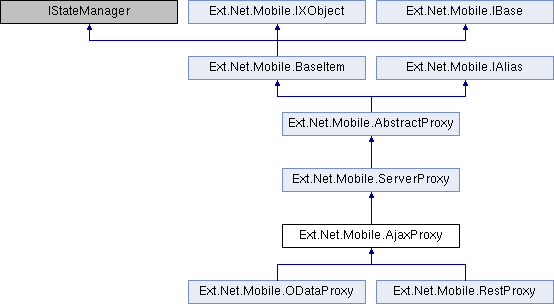 IStateManager
Ext.Net.Mobile.IXObject
Ext.Net.Mobile.IBase
Ext.Net.Mobile.BaseItem
Ext.Net.Mobile.IAlias
Ext.Net.Mobile.AbstractProxy
Ext.Net.Mobile.ServerProxy
Ext.Net.Mobile.AjaxProxy
Ext.Net.Mobile.ODataProxy
Ext.Net.Mobile.RestProxy